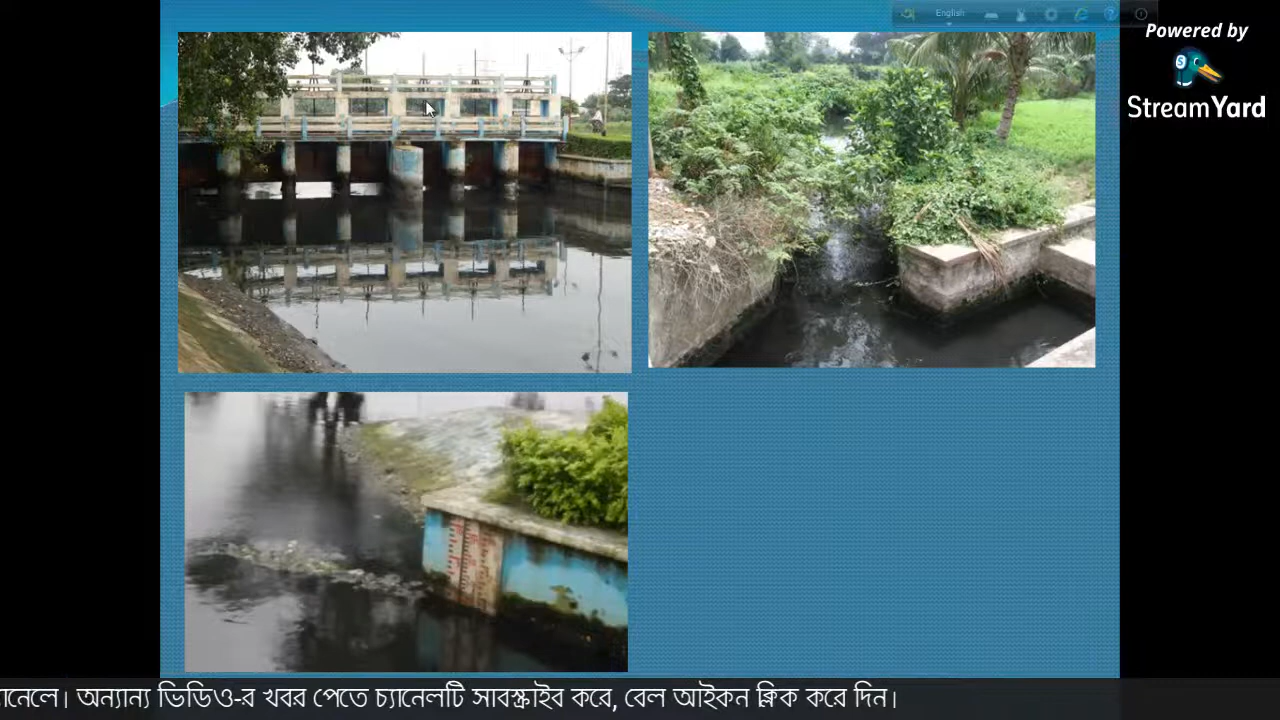 English
Powered by
StreamYard
নেলে। অন্যান্য ভিডিও-র খবর পেতে চ্যানেলটি সাবস্ক্রাইব করে, বেল আইকন ক্লিক করে দিন।